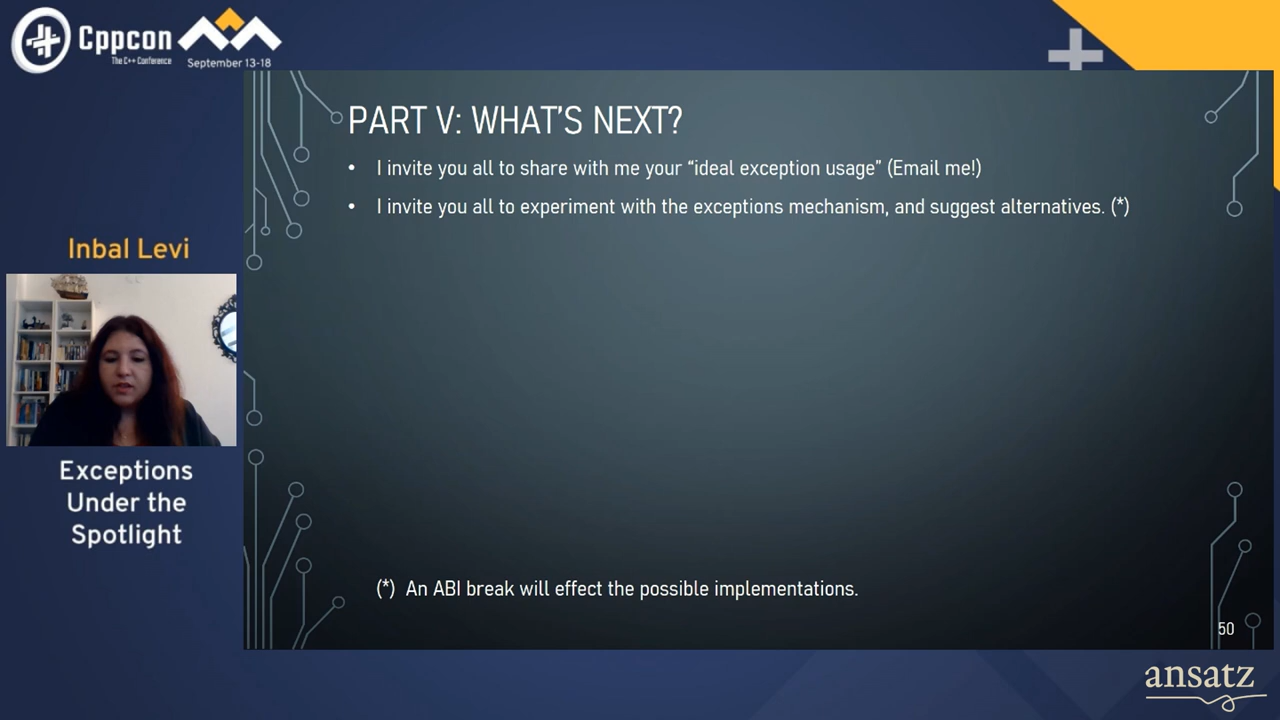 Cppcon
The C++ Conference
September 13-18
PART V: WHAT'S NEXT?
• I invite you all to share with me your “ideal exception usage” (Email me!)
• I invite you all to experiment with the exceptions mechanism, and suggest alternatives. (*)
Inbal Levi
Exceptions
Under the
Spotlight
(*) An ABI break will effect the possible implementations.
50
ansatz